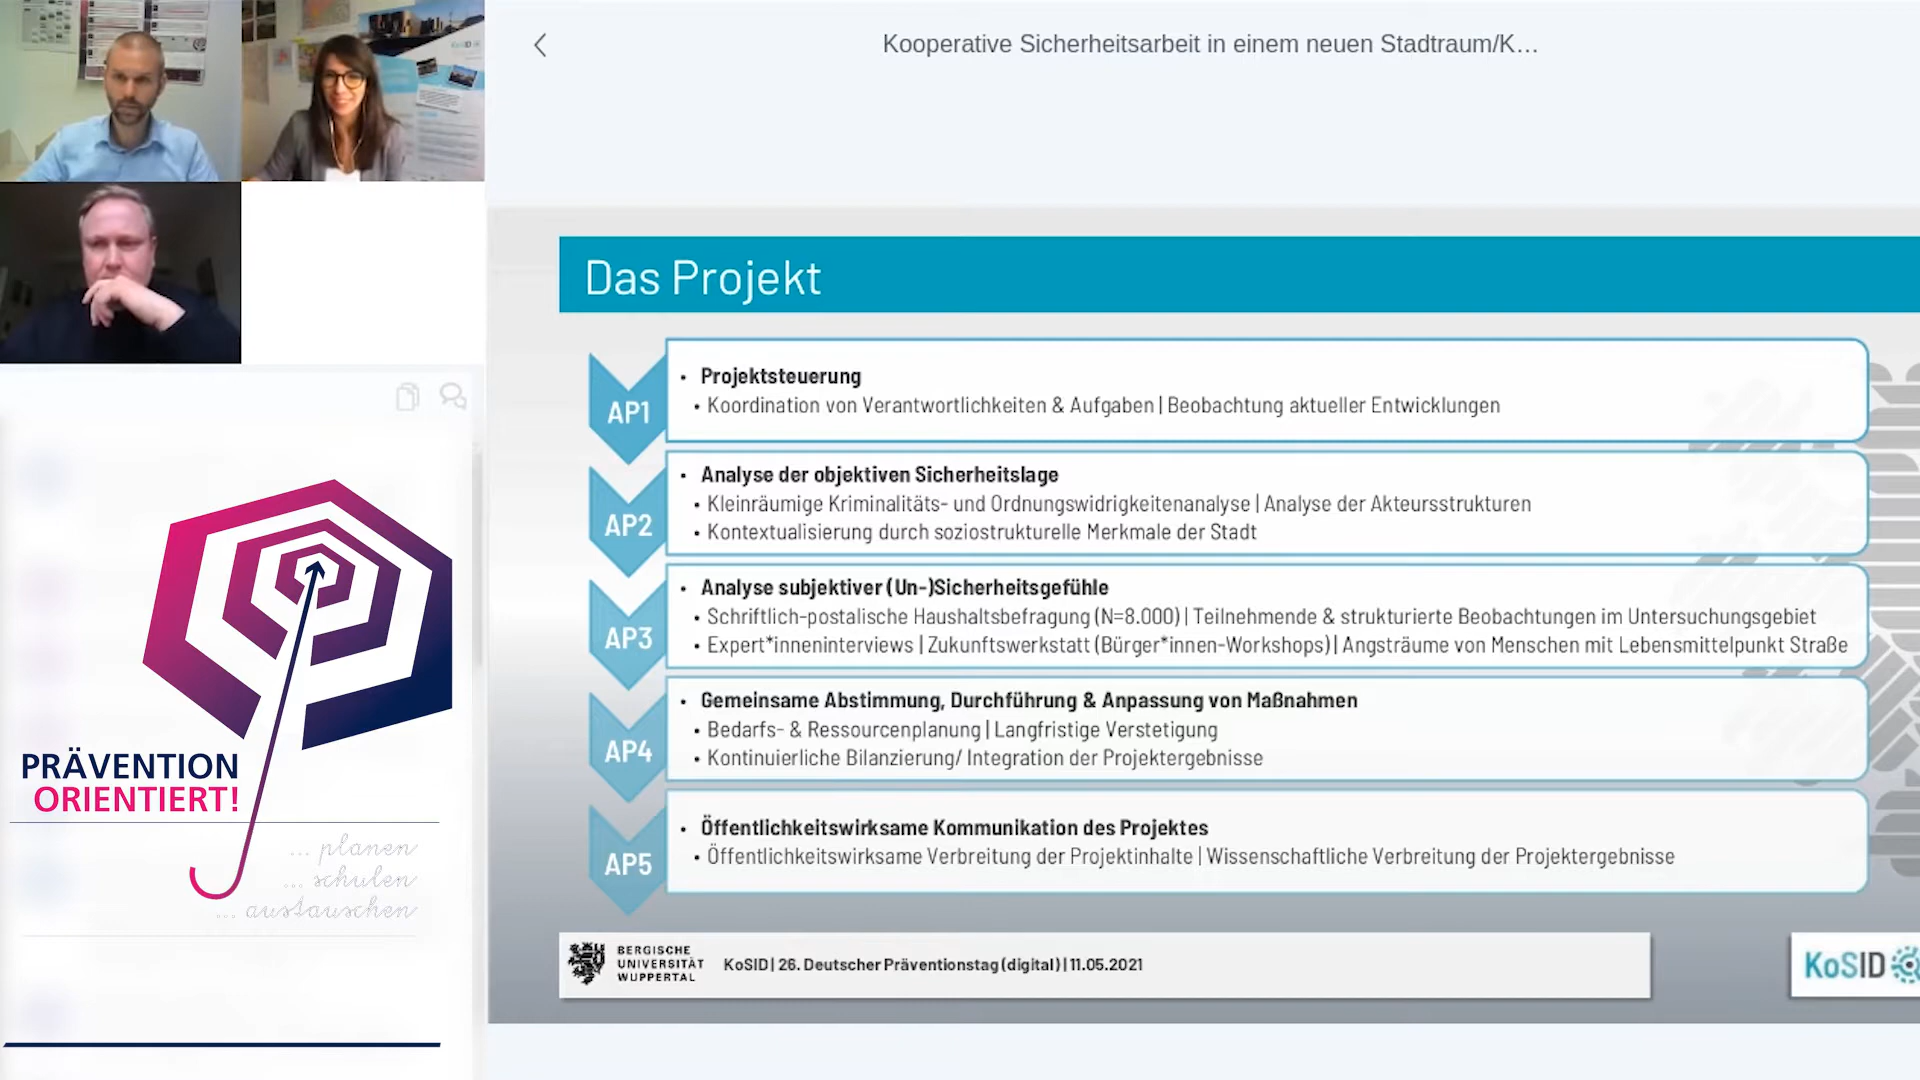 Kooperative Sicherheitsarbeit in einem neuen Stadtraum/K...
Das Projekt
AP1
• Projektsteuerung
• Koordination von Verantwortlichkeiten & Aufgaben | Beobachtung aktueller Entwicklungen
AP2
• Analyse der objektiven Sicherheitslage
• Kleinräumige Kriminalitäts- und Ordnungswidrigkeitenanalyse | Analyse der Akteursstrukturen
• Kontextualisierung durch soziostrukturelle Merkmale der Stadt
AP3
• Analyse subjektiver (Un-)Sicherheitsgefühle
• Schriftlich-postalische Haushaltsbefragung (N=8.000) | Teilnehmende & strukturierte Beobachtungen im Untersuchungsgebiet
• Expert*inneninterviews | Zukunftswerkstatt (Bürger*innen-Workshops) | Angsträume von Menschen mit Lebensmittelpunkt Straße
AP4
• Gemeinsame Abstimmung, Durchführung & Anpassung von Maßnahmen
• Bedarfs- & Ressourcenplanung | Langfristige Verstetigung
• Kontinuierliche Bilanzierung/ Integration der Projektergebnisse
AP5
• Öffentlichkeitswirksame Kommunikation des Projektes
• Öffentlichkeitswirksame Verbreitung der Projektinhalte | Wissenschaftliche Verbreitung der Projektergebnisse
BERGISCHE
UNIVERSITÄT
WUPPERTAL
KoSID | 26. Deutscher Präventionstag (digital) | 11.05.2021
KoSID
PRÄVENTION
ORIENTIERT!
... planen
... schulen
... austauschen